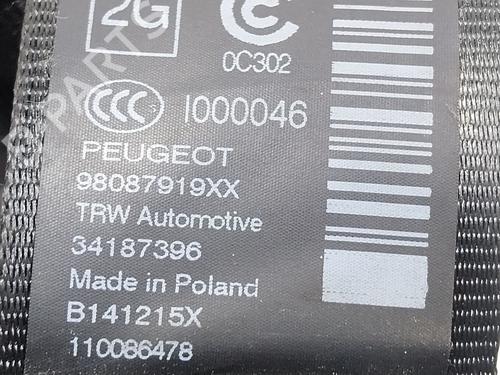 2G
C
0C302
CCC I000046
PEUGEOT
98087919XX
TRW Automotive
34187396
Made in Poland
B141215X
110086478